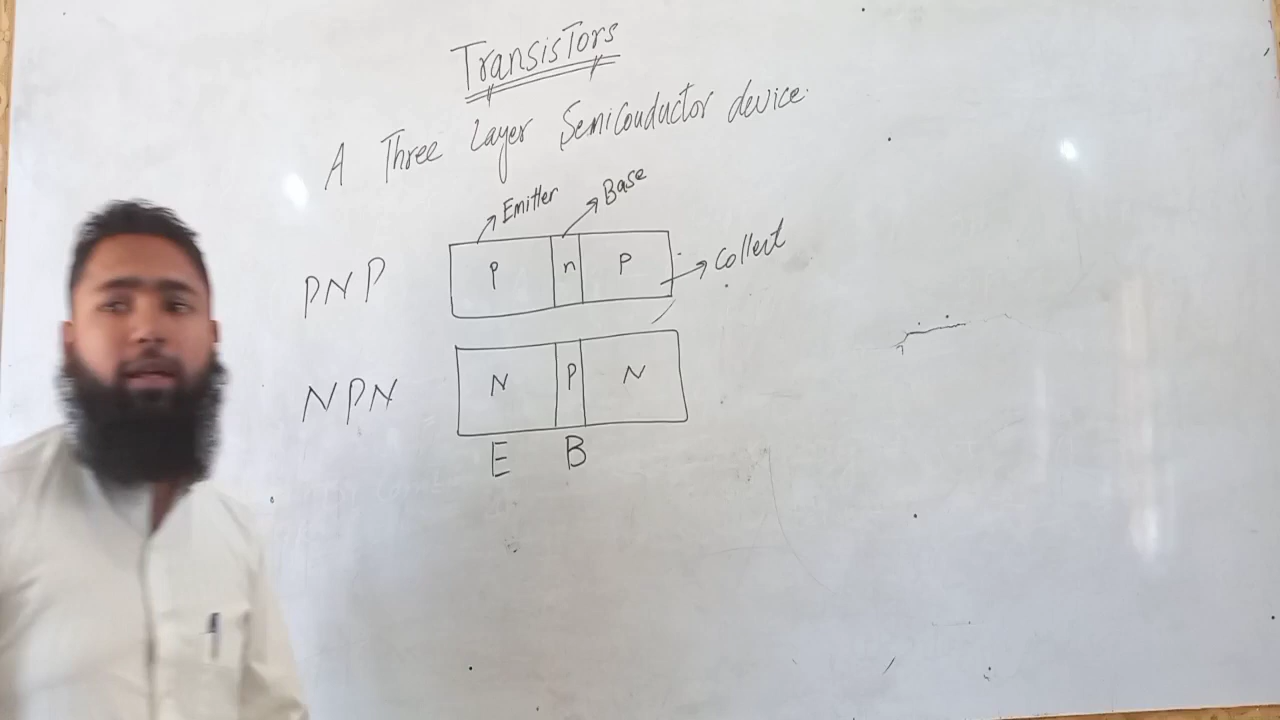 Transistors
A Three Layer Semiconductor device.
Emitter Base
PNP P n P Collect
NPN N P N
E B